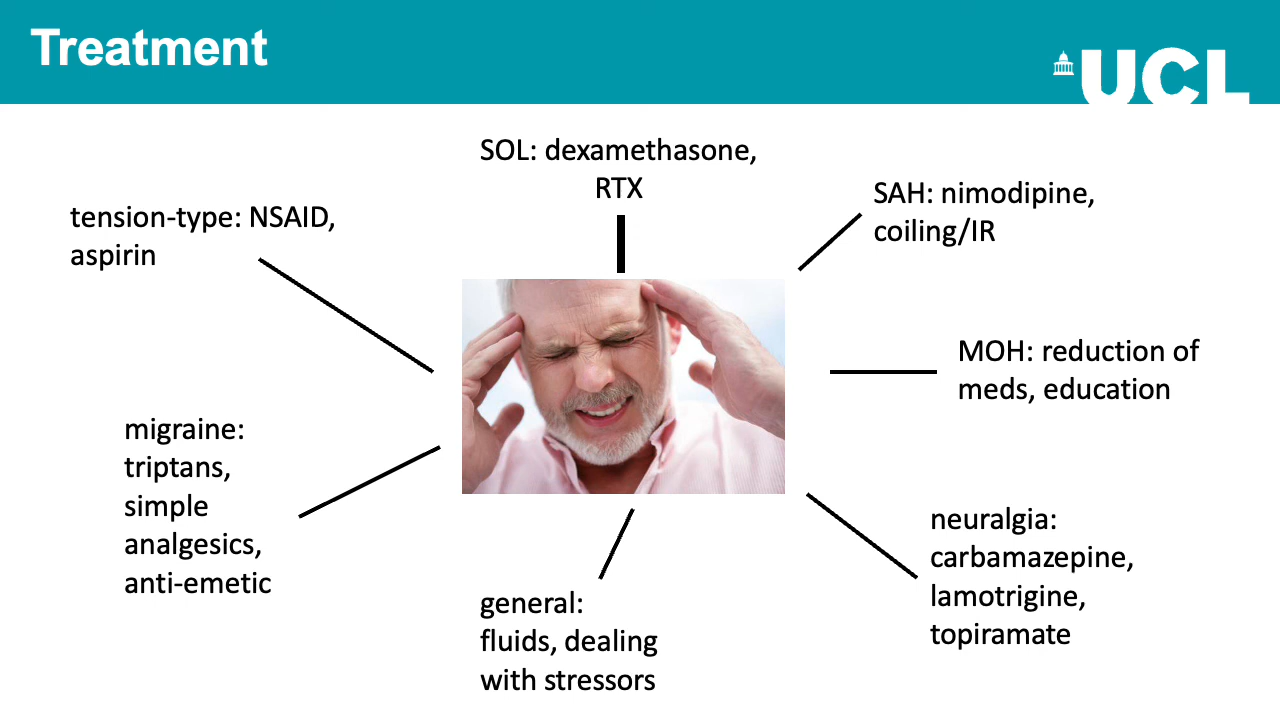 Treatment
UCL
SOL: dexamethasone,
RTX
SAH: nimodipine,
coiling/IR
tension-type: NSAID,
aspirin
MOH: reduction of
meds, education
migraine:
triptans,
simple
analgesics,
anti-emetic
neuralgia:
carbamazepine,
lamotrigine,
topiramate
general:
fluids, dealing
with stressors